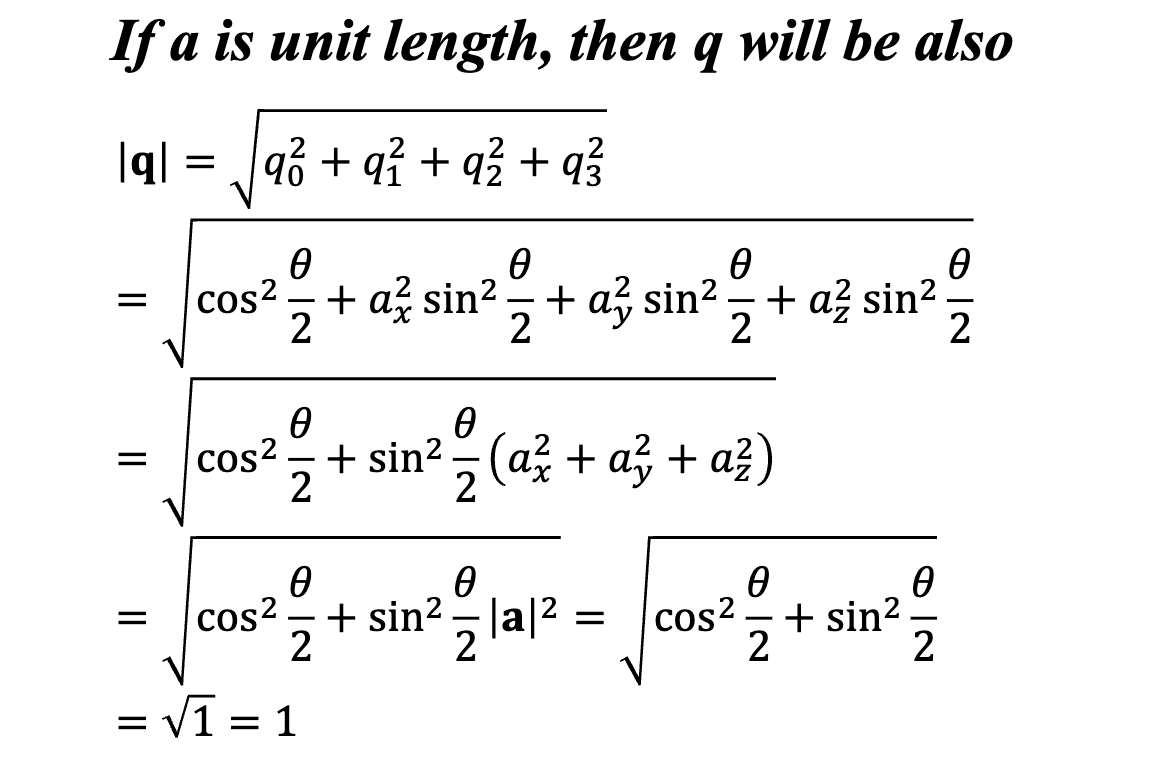 If a is unit length, then q will be also
|q| = √(q₀² + q₁² + q₂² + q₃²)
= √(cos² θ/2 + aₓ² sin² θ/2 + a_y² sin² θ/2 + a_z² sin² θ/2)
= √(cos² θ/2 + sin² θ/2 (aₓ² + a_y² + a_z²))
= √(cos² θ/2 + sin² θ/2 |a|²) = √(cos² θ/2 + sin² θ/2)
= √1 = 1